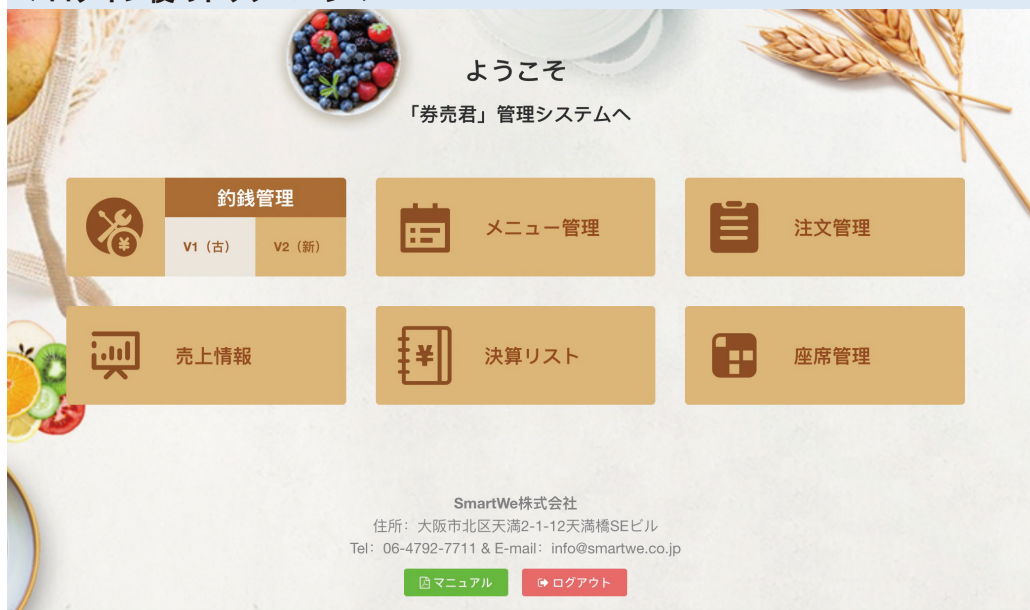 ようこそ
「券売君」管理システムへ
釣銭管理
V1（古）
V2（新）
メニュー管理
注文管理
売上情報
決算リスト
座席管理
SmartWe株式会社
住所：大阪市北区天満2-1-12天満橋SEビル
Tel：06-4792-7711 & E-mail：info@smartwe.co.jp
マニュアル
ログアウト